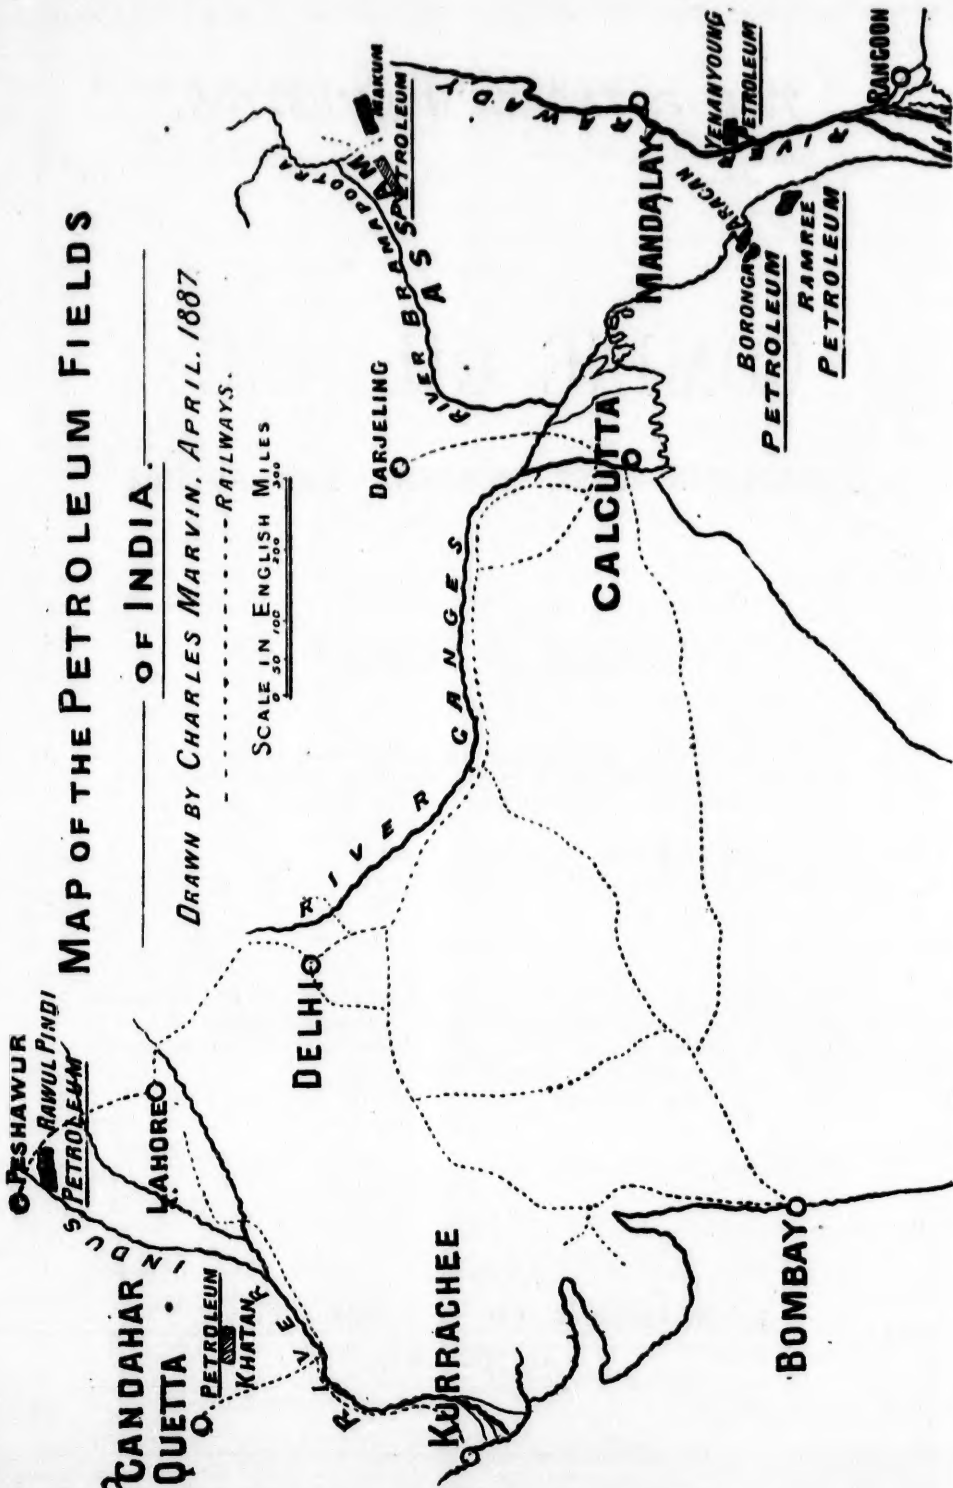 MAP OF THE PETROLEUM FIELDS
OF INDIA.
DRAWN BY CHARLES MARVIN. APRIL. 1887.
RAILWAYS.
SCALE IN ENGLISH MILES
0 50 100 200 300
PESHAWUR
RAWUL PINDI
PETROLEUM
LAHORE
RIVER INDUS
CANDAHAR
QUETTA
PETROLEUM
KHATAN
KURRACHEE
DELHI
RIVER GANGES
BOMBAY
DARJELING
CALCUTTA
RIVER BRAMAPOOTRA
ASSAM
MAKUM
PETROLEUM
MANDALAY
RIVER IRRAWADY
YENANYOUNG
PETROLEUM
RANGOON
ARACAN
BORONGA
PETROLEUM
RAMREE
PETROLEUM